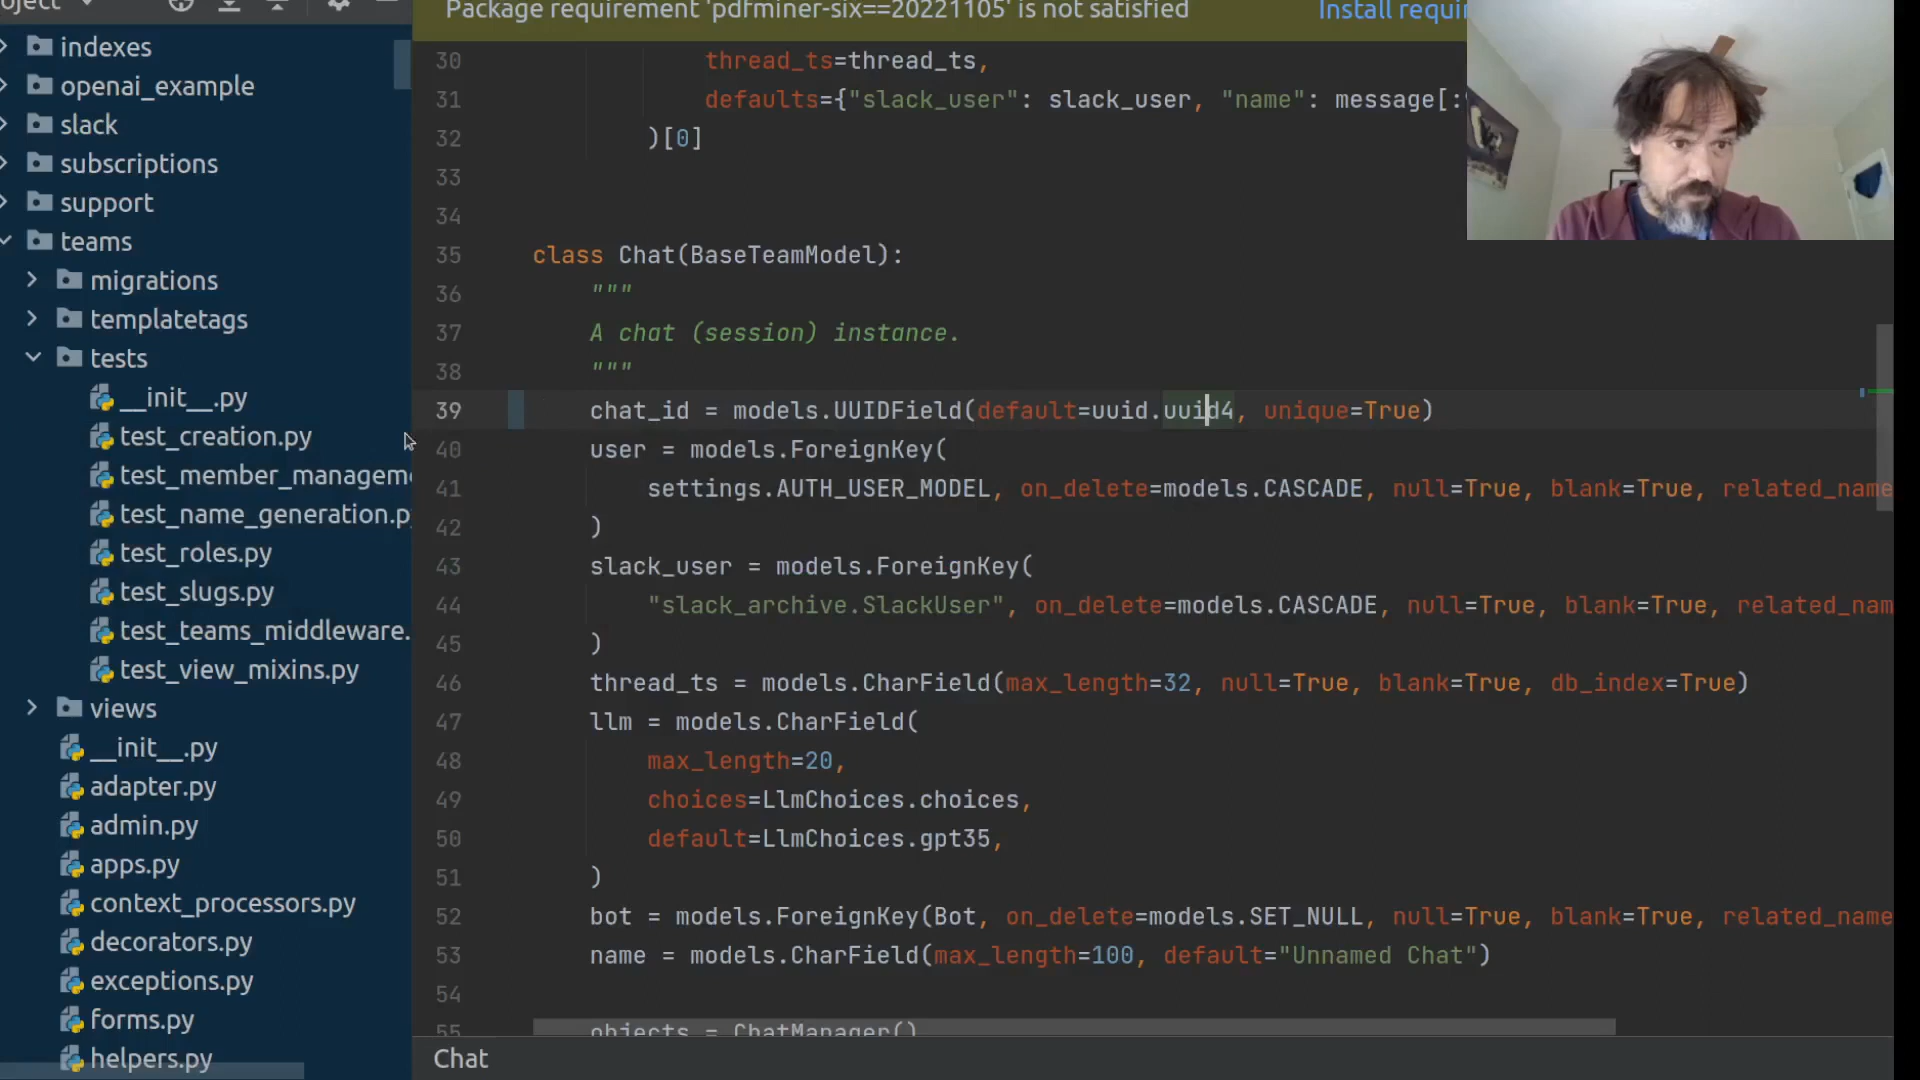 Package requirement 'pdfminer-six==20221105' is not satisfied
Install requir
indexes
openai_example
slack
subscriptions
support
teams
migrations
templatetags
tests
__init__.py
test_creation.py
test_member_manageme
test_name_generation.p
test_roles.py
test_slugs.py
test_teams_middleware.
test_view_mixins.py
views
__init__.py
adapter.py
admin.py
apps.py
context_processors.py
decorators.py
exceptions.py
forms.py
helpers.py
30 thread_ts=thread_ts,
31 defaults={"slack_user": slack_user, "name": message[:
32 )[0]
33
34
35 class Chat(BaseTeamModel):
36 """
37 A chat (session) instance.
38 """
39 chat_id = models.UUIDField(default=uuid.uuid4, unique=True)
40 user = models.ForeignKey(
41 settings.AUTH_USER_MODEL, on_delete=models.CASCADE, null=True, blank=True, related_name
42 )
43 slack_user = models.ForeignKey(
44 "slack_archive.SlackUser", on_delete=models.CASCADE, null=True, blank=True, related_nam
45 )
46 thread_ts = models.CharField(max_length=32, null=True, blank=True, db_index=True)
47 llm = models.CharField(
48 max_length=20,
49 choices=LlmChoices.choices,
50 default=LlmChoices.gpt35,
51 )
52 bot = models.ForeignKey(Bot, on_delete=models.SET_NULL, null=True, blank=True, related_name
53 name = models.CharField(max_length=100, default="Unnamed Chat")
54
55 objects = ChatManager()
Chat